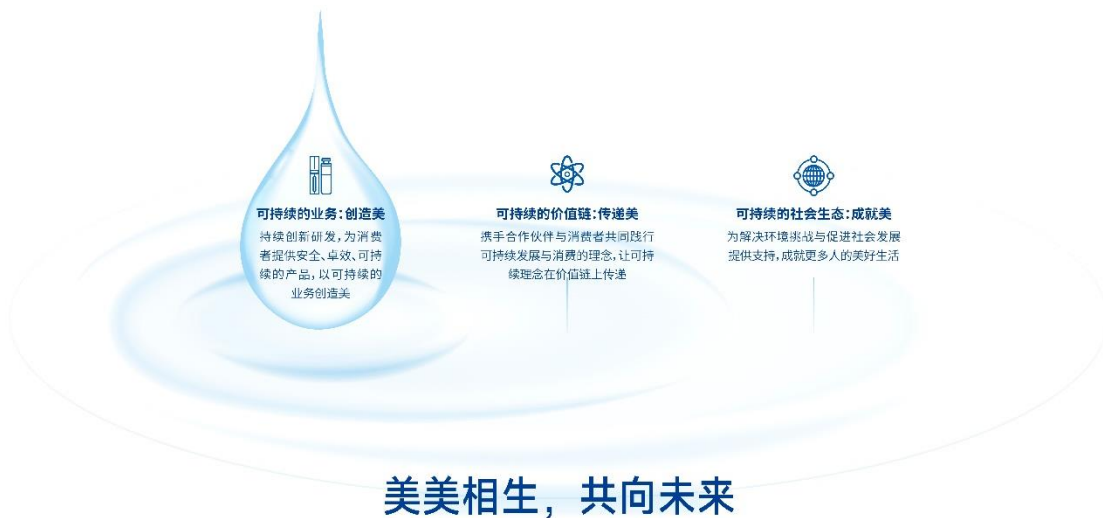 可持续的业务:创造美
持续创新研发，为消费
者提供安全、卓效、可持
续的产品，以可持续的
业务创造美
可持续的价值链:传递美
携手合作伙伴与消费者共同践行
可持续发展与消费的理念，让可持
续理念在价值链上传递
可持续的社会生态:成就美
为解决环境挑战与促进社会发展
提供支持，成就更多人的美好生活
美美相生，共向未来